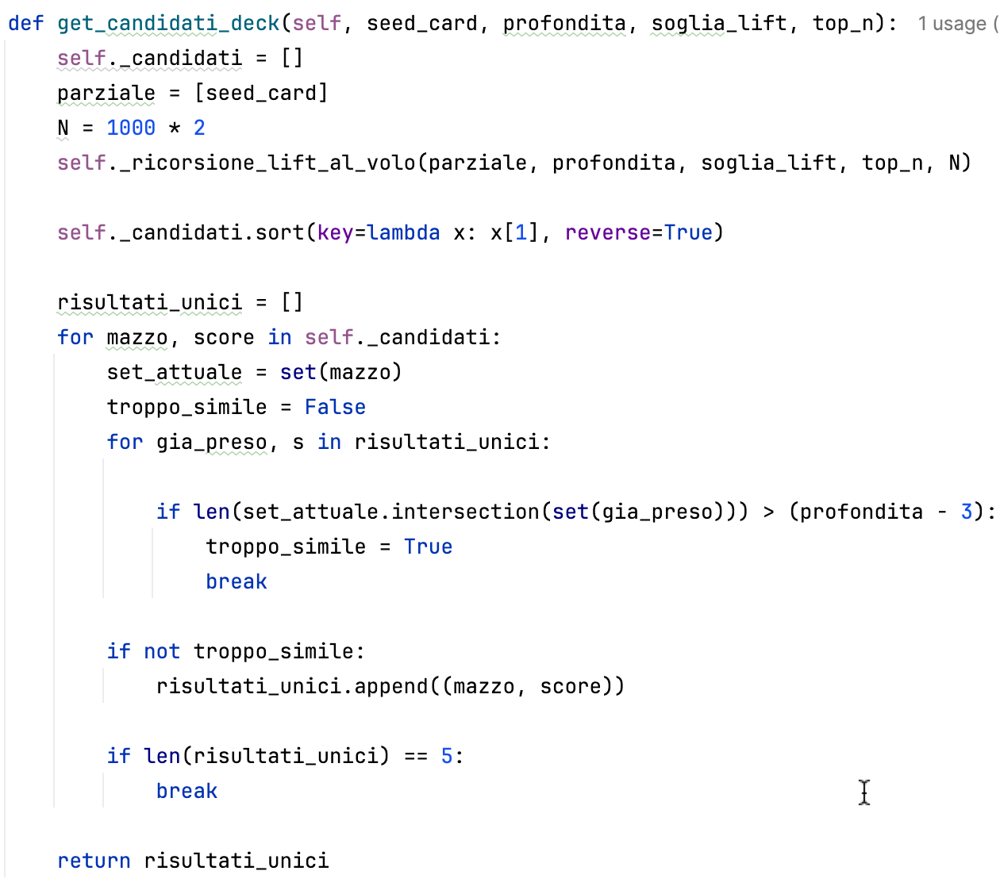 def get_candidati_deck(self, seed_card, profondita, soglia_lift, top_n): 1 usage (
self._candidati = []
parziale = [seed_card]
N = 1000 * 2
self._ricorsione_lift_al_volo(parziale, profondita, soglia_lift, top_n, N)
self._candidati.sort(key=lambda x: x[1], reverse=True)
risultati_unici = []
for mazzo, score in self._candidati:
set_attuale = set(mazzo)
troppo_simile = False
for gia_preso, s in risultati_unici:
if len(set_attuale.intersection(set(gia_preso))) > (profondita - 3):
troppo_simile = True
break
if not troppo_simile:
risultati_unici.append((mazzo, score))
if len(risultati_unici) == 5:
break
return risultati_unici